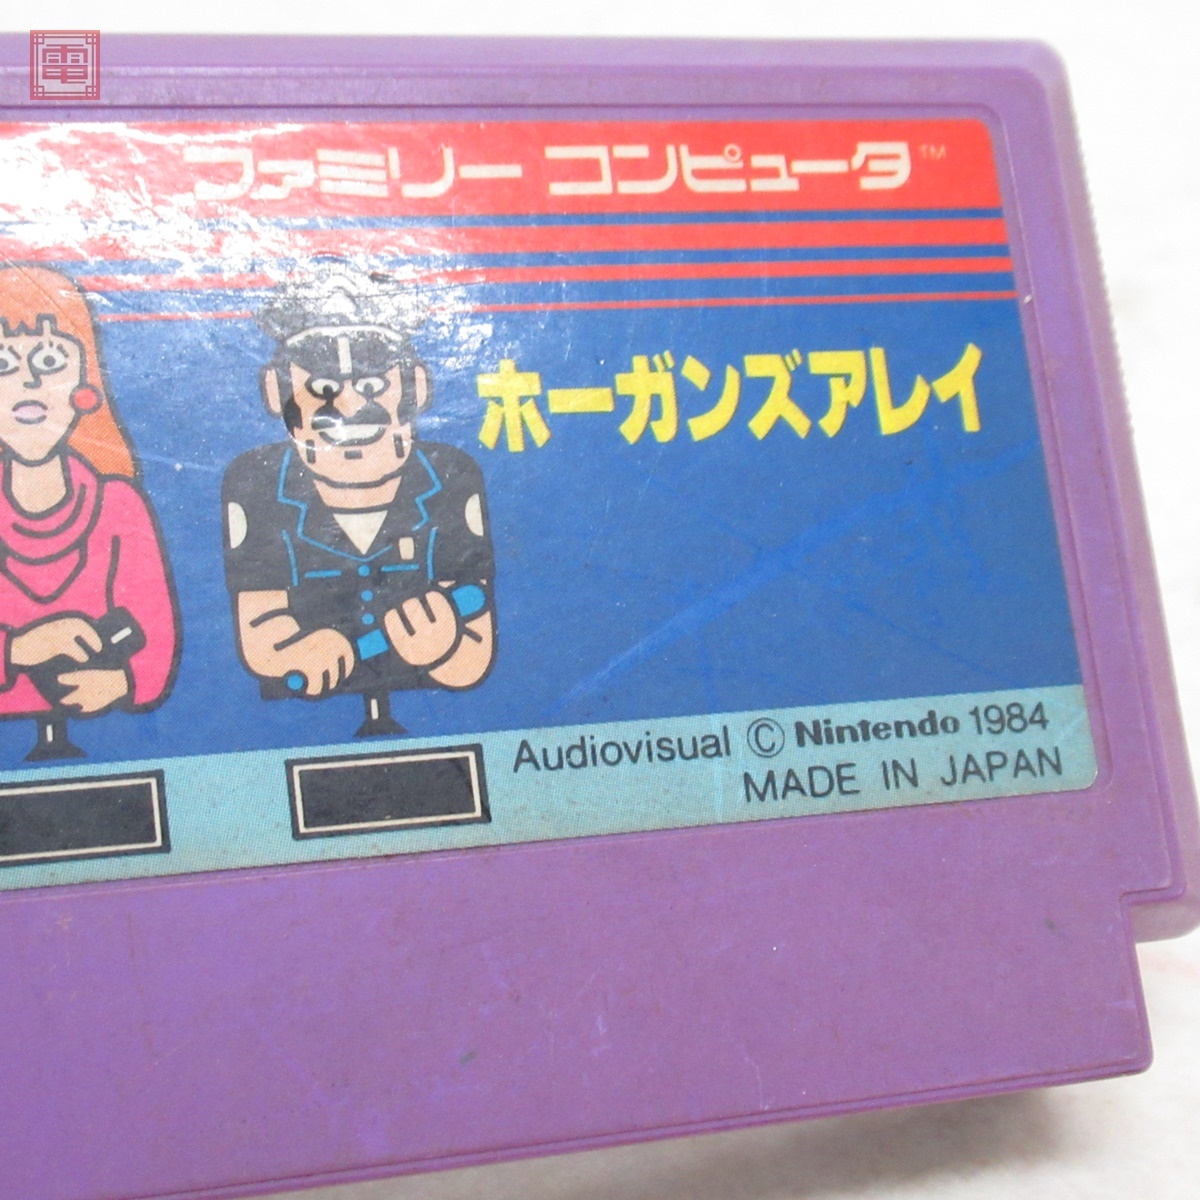 電
ファミリー コンピュータ™
ホーガンズアレイ
Audiovisual © Nintendo 1984
MADE IN JAPAN